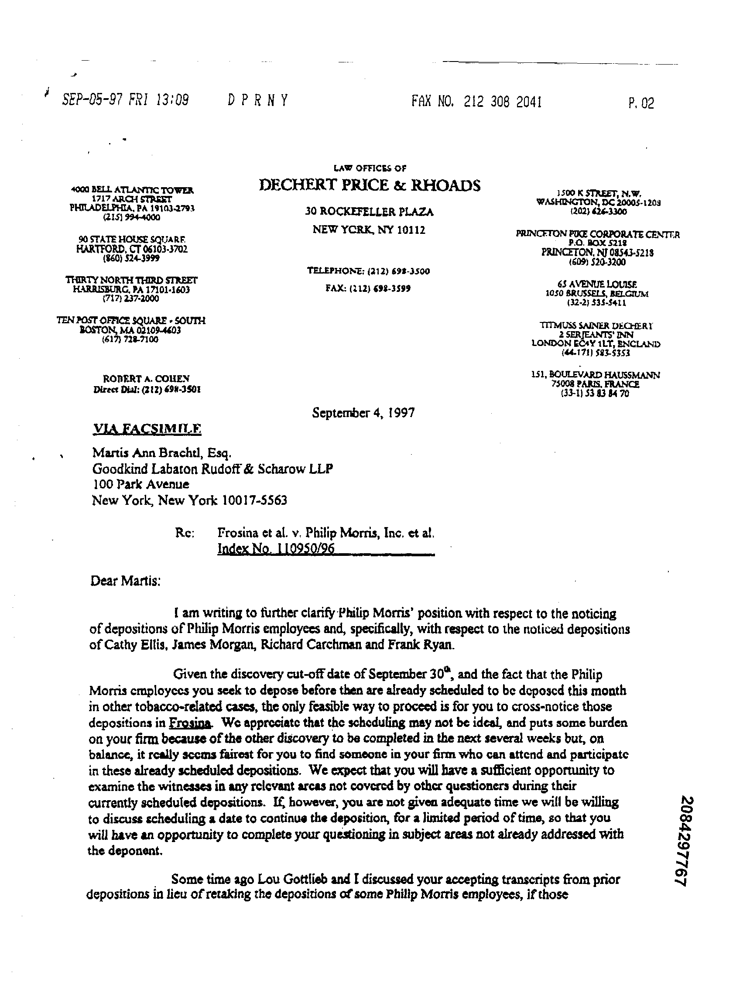 SEP-05-97 FRI 13:09 D P R N Y FAX NO. 212 308 2041 P. 02
LAW OFFICES OF
DECHERT PRICE & RHOADS
30 ROCKEFELLER PLAZA
NEW YORK, NY 10112
TELEPHONE: (212) 698-3500
FAX: (212) 698-3599
4000 BELL ATLANTIC TOWER
1717 ARCH STREET
PHILADELPHIA, PA 19103-2793
(215) 994-4000
90 STATE HOUSE SQUARE
HARTFORD, CT 06103-3702
(860) 524-3999
THIRTY NORTH THIRD STREET
HARRISBURG, PA 17101-1603
(717) 237-2000
TEN POST OFFICE SQUARE - SOUTH
BOSTON, MA 02109-4603
(617) 728-7100
ROBERT A. COHEN
Direct Dial: (212) 698-3501
1500 K STREET, N.W.
WASHINGTON, DC 20005-1208
(202) 626-3300
PRINCETON PIKE CORPORATE CENTER
P.O. BOX 5218
PRINCETON, NJ 08543-5218
(609) 520-3200
65 AVENUE LOUISE
1050 BRUSSELS, BELGIUM
(32-2) 535-5411
TITMUSS SAINER DECHERT
2 SERJEANTS' INN
LONDON EC4Y 1LT, ENGLAND
(44-171) 583-5353
151, BOULEVARD HAUSSMANN
75008 PARIS, FRANCE
(33-1) 53 83 84 70
September 4, 1997
VIA FACSIMILE
Martis Ann Brachtl, Esq.
Goodkind Labaton Rudoff & Scharow LLP
100 Park Avenue
New York, New York 10017-5563
Re: Frosina et al. v. Philip Morris, Inc. et al.
Index No. 110950/96
Dear Martis:
I am writing to further clarify Philip Morris' position with respect to the noticing
of depositions of Philip Morris employees and, specifically, with respect to the noticed depositions
of Cathy Ellis, James Morgan, Richard Carchman and Frank Ryan.
Given the discovery cut-off date of September 30th, and the fact that the Philip
Morris employees you seek to depose before then are already scheduled to be deposed this month
in other tobacco-related cases, the only feasible way to proceed is for you to cross-notice those
depositions in Frosina. We appreciate that the scheduling may not be ideal, and puts some burden
on your firm because of the other discovery to be completed in the next several weeks but, on
balance, it really seems fairest for you to find someone in your firm who can attend and participate
in these already scheduled depositions. We expect that you will have a sufficient opportunity to
examine the witnesses in any relevant areas not covered by other questioners during their
currently scheduled depositions. If, however, you are not given adequate time we will be willing
to discuss scheduling a date to continue the deposition, for a limited period of time, so that you
will have an opportunity to complete your questioning in subject areas not already addressed with
the deponent.
Some time ago Lou Gottlieb and I discussed your accepting transcripts from prior
depositions in lieu of retaking the depositions of some Philip Morris employees, if those
2084297767